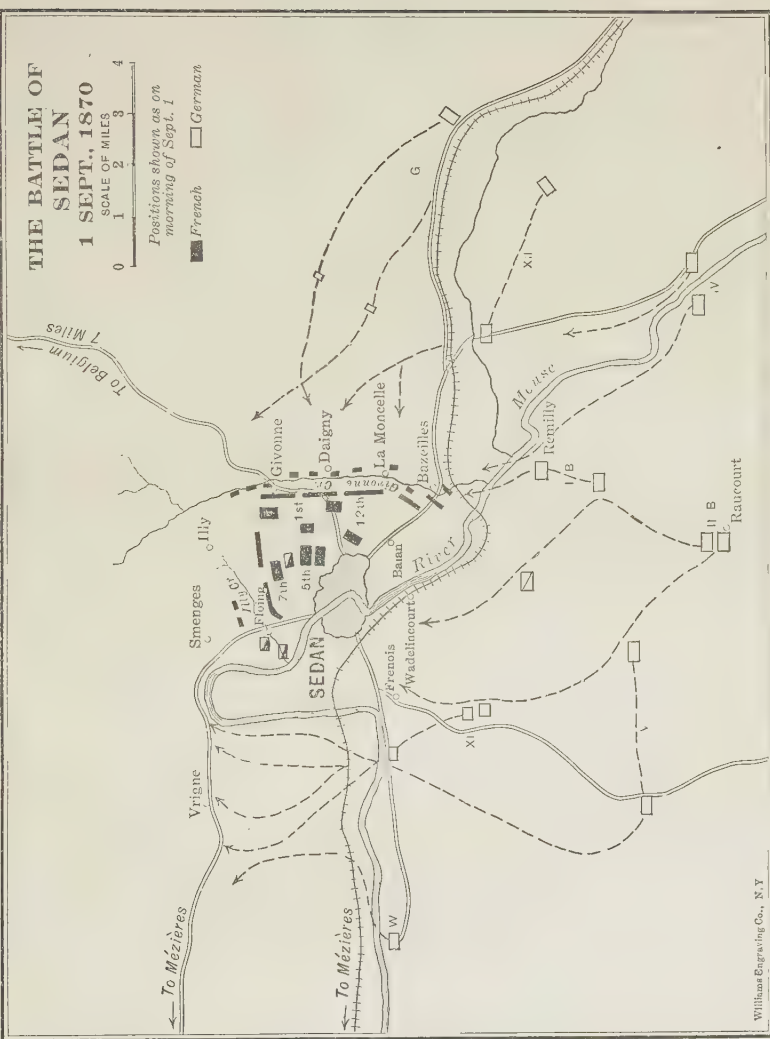 THE BATTLE OF
SEDAN
1 SEPT., 1870
SCALE OF MILES
0 1 2 3 4
Positions shown as on
morning of Sept. 1
French German
To Belgium 7 Miles
Givonne
Daigny
La Moncelle
Bazeilles
Givonne Cr.
Illy
Illy Cr.
Smenges
Floing
7th
5th
1st
12th
SEDAN
Balan
River Meuse
Remilly
Wadelincourt
Frenois
Vrigne
To Mézières
To Mézières
G
XII
IV
I B
II B
Raucourt
XI
V
W
Williams Engraving Co., N.Y